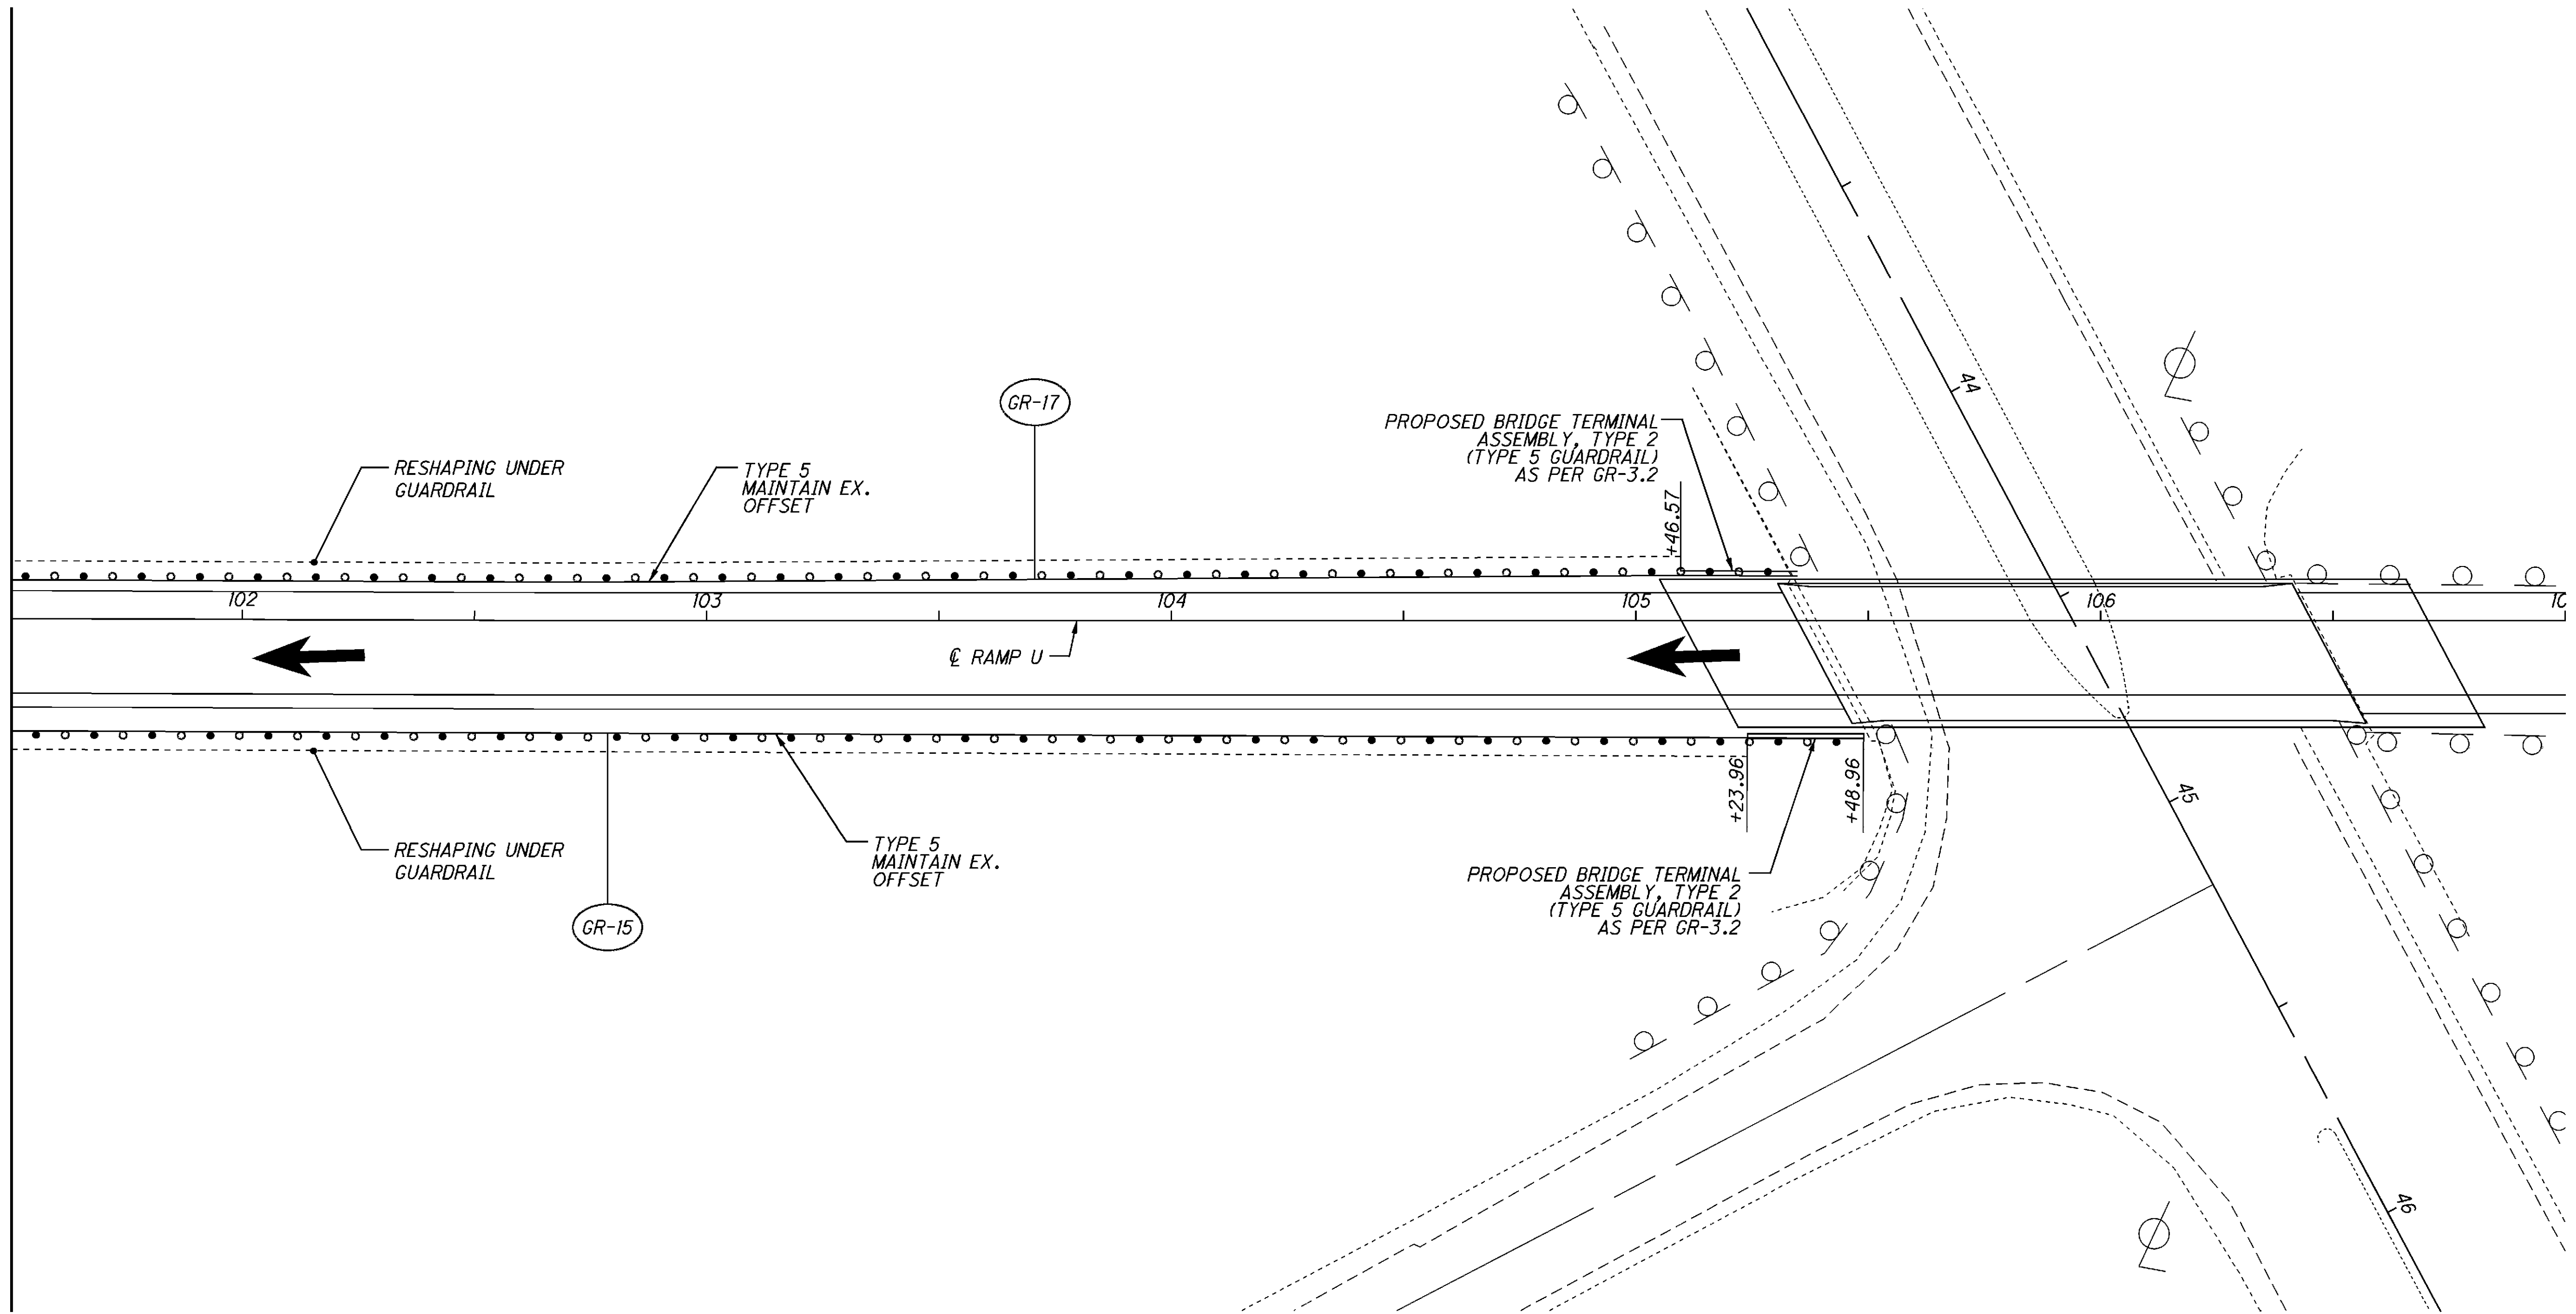 44
GR-17
PROPOSED BRIDGE TERMINAL
ASSEMBLY, TYPE 2
(TYPE 5 GUARDRAIL)
AS PER GR-3.2
RESHAPING UNDER
GUARDRAIL
TYPE 5
MAINTAIN EX.
OFFSET
+46.57
102
103
104
105
106
10
℄ RAMP U
+23.96
+48.96
45
RESHAPING UNDER
GUARDRAIL
TYPE 5
MAINTAIN EX.
OFFSET
PROPOSED BRIDGE TERMINAL
ASSEMBLY, TYPE 2
(TYPE 5 GUARDRAIL)
AS PER GR-3.2
GR-15
46